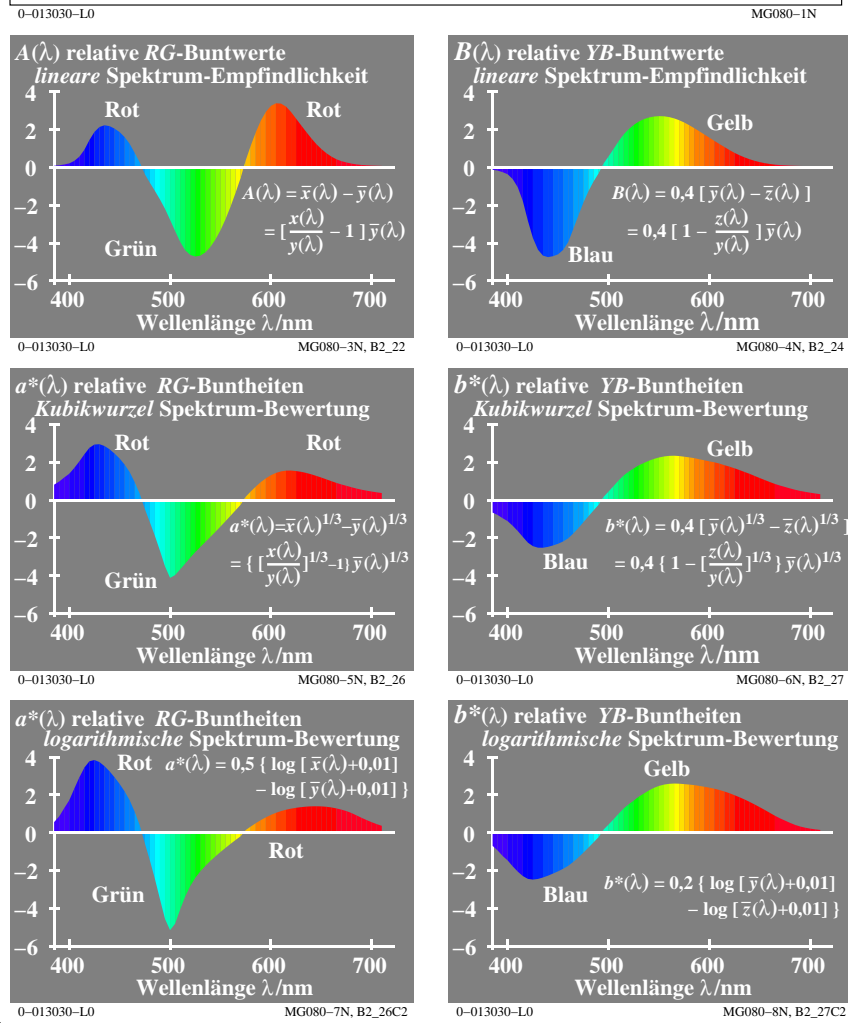 0–013030–L0 MG080–1N
A(λ) relative RG-Buntwerte
lineare Spektrum-Empfindlichkeit
4
Rot Rot
2
0
A(λ) = x̅(λ) – y̅(λ)
–2
= [ x(λ)/y(λ) – 1 ] y̅(λ)
–4
Grün
–6
400 500 600 700
Wellenlänge λ/nm
0–013030–L0 MG080–3N, B2_22
B(λ) relative YB-Buntwerte
lineare Spektrum-Empfindlichkeit
4
Gelb
2
0
B(λ) = 0,4 [ y̅(λ) – z̅(λ) ]
–2
= 0,4 [ 1 – z(λ)/y(λ) ] y̅(λ)
–4
Blau
–6
400 500 600 700
Wellenlänge λ/nm
0–013030–L0 MG080–4N, B2_24
a*(λ) relative RG-Buntheiten
Kubikwurzel Spektrum-Bewertung
4
Rot Rot
2
0
a*(λ)=x̅(λ)1/3–y̅(λ)1/3
–2
= { [x(λ)/y(λ)]1/3–1} y̅(λ)1/3
–4
Grün
–6
400 500 600 700
Wellenlänge λ/nm
0–013030–L0 MG080–5N, B2_26
b*(λ) relative YB-Buntheiten
Kubikwurzel Spektrum-Bewertung
4
Gelb
2
0
b*(λ) = 0,4 [ y̅(λ)1/3 – z̅(λ)1/3 ]
–2
Blau = 0,4 { 1 – [z(λ)/y(λ)]1/3 } y̅(λ)1/3
–4
–6
400 500 600 700
Wellenlänge λ/nm
0–013030–L0 MG080–6N, B2_27
a*(λ) relative RG-Buntheiten
logarithmische Spektrum-Bewertung
4
Rot a*(λ) = 0,5 { log [ x̅(λ)+0,01]
– log [ y̅(λ)+0,01] }
2
0
Rot
–2
Grün
–4
–6
400 500 600 700
Wellenlänge λ/nm
0–013030–L0 MG080–7N, B2_26C2
b*(λ) relative YB-Buntheiten
logarithmische Spektrum-Bewertung
4
Gelb
2
0
–2
Blau b*(λ) = 0,2 { log [ y̅(λ)+0,01]
–4
– log [ z̅(λ)+0,01] }
–6
400 500 600 700
Wellenlänge λ/nm
0–013030–L0 MG080–8N, B2_27C2